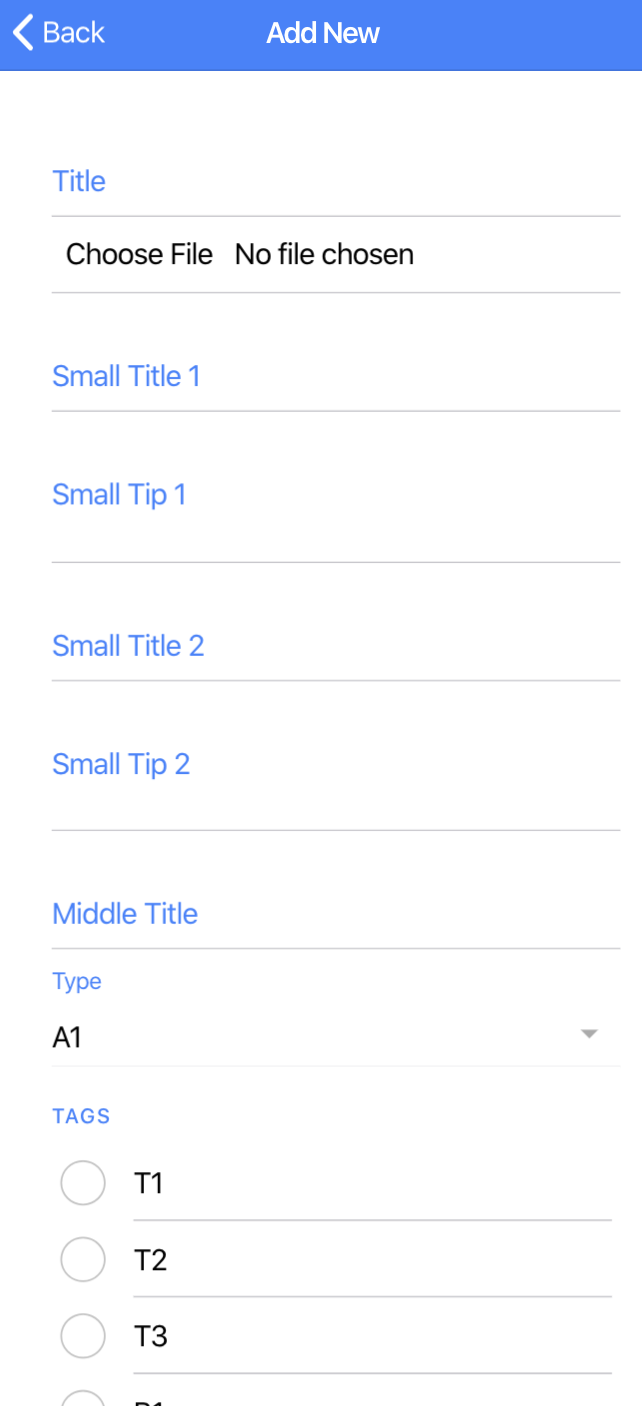 Back Add New
Title
Choose File No file chosen
Small Title 1
Small Tip 1
Small Title 2
Small Tip 2
Middle Title
Type
A1
TAGS
T1
T2
T3